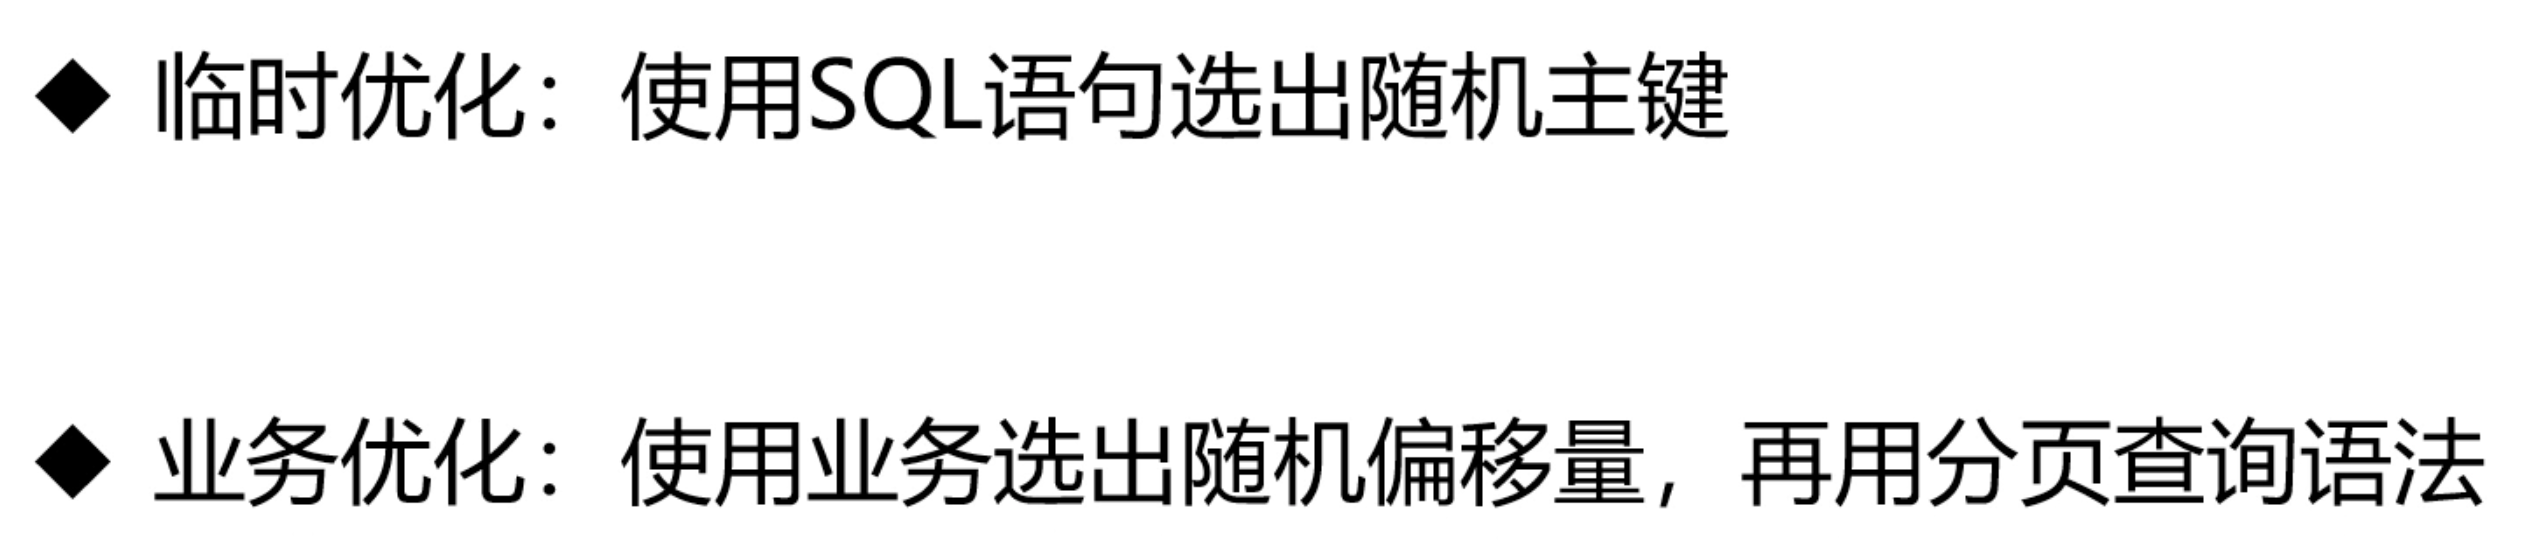 ◆ 临时优化：使用SQL语句选出随机主键
◆ 业务优化：使用业务选出随机偏移量，再用分页查询语法